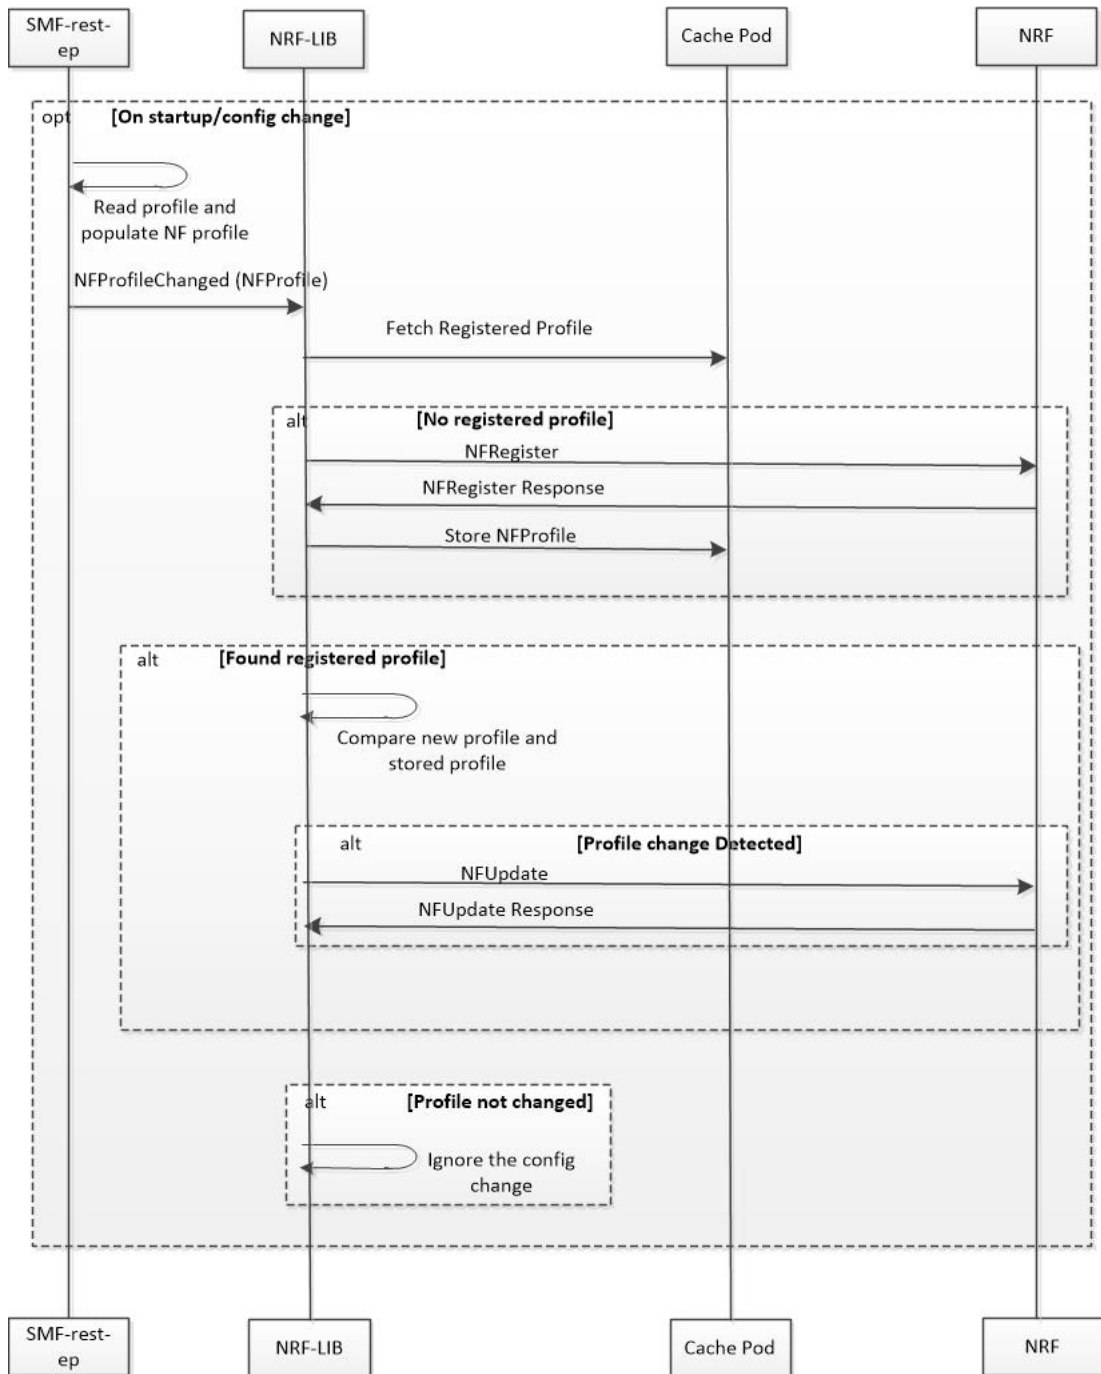 SMF-rest-
ep
NRF-LIB
Cache Pod
NRF
opt
[On startup/config change]
Read profile and
populate NF profile
NFProfileChanged (NFProfile)
Fetch Registered Profile
alt
[No registered profile]
NFRegister
NFRegister Response
Store NFProfile
alt
[Found registered profile]
Compare new profile and
stored profile
alt
[Profile change Detected]
NFUpdate
NFUpdate Response
alt
[Profile not changed]
Ignore the config
change
SMF-rest-
ep
NRF-LIB
Cache Pod
NRF